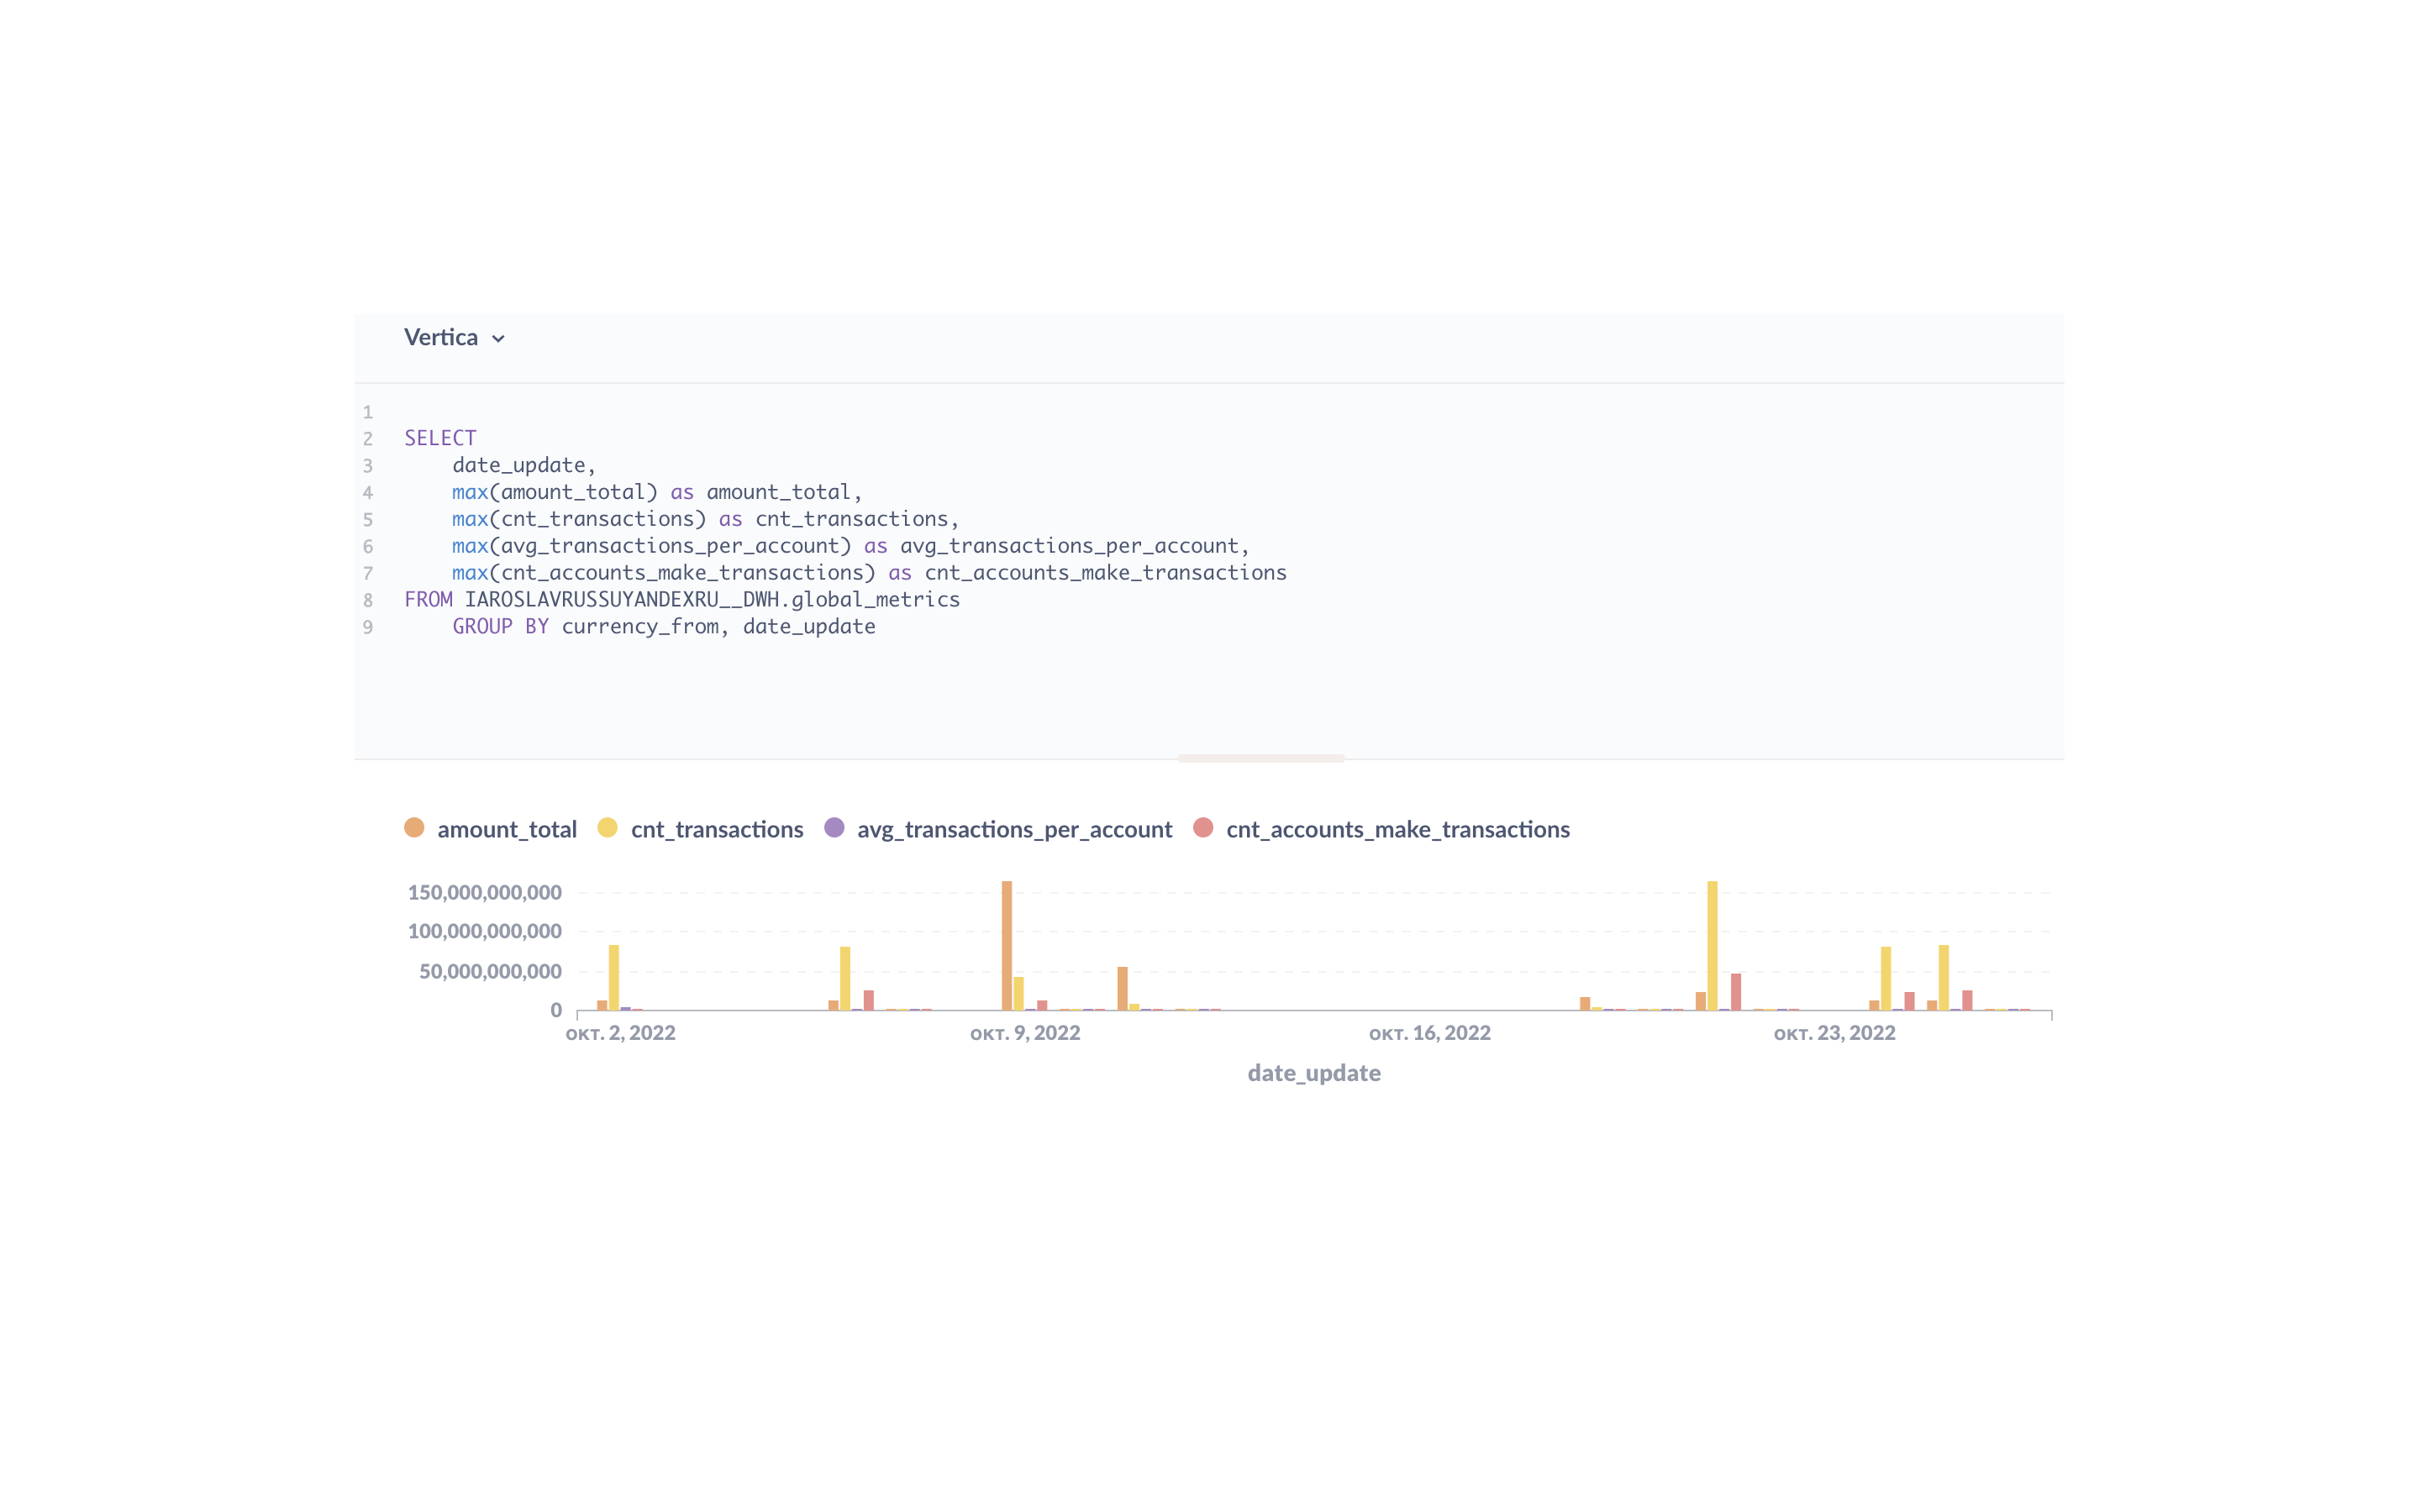 Vertica
1
2 SELECT
3 date_update,
4 max(amount_total) as amount_total,
5 max(cnt_transactions) as cnt_transactions,
6 max(avg_transactions_per_account) as avg_transactions_per_account,
7 max(cnt_accounts_make_transactions) as cnt_accounts_make_transactions
8 FROM IAROSLAVRUSSUYANDEXRU__DWH.global_metrics
9 GROUP BY currency_from, date_update
amount_total cnt_transactions avg_transactions_per_account cnt_accounts_make_transactions
150,000,000,000
100,000,000,000
50,000,000,000
0
окт. 2, 2022 окт. 9, 2022 окт. 16, 2022 окт. 23, 2022
date_update